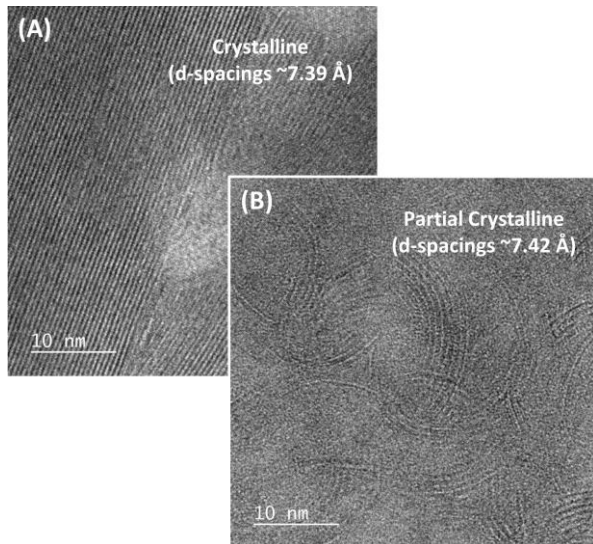 (A)
Crystalline
(d-spacings ~7.39 Å)
10 nm
(B)
Partial Crystalline
(d-spacings ~7.42 Å)
10 nm